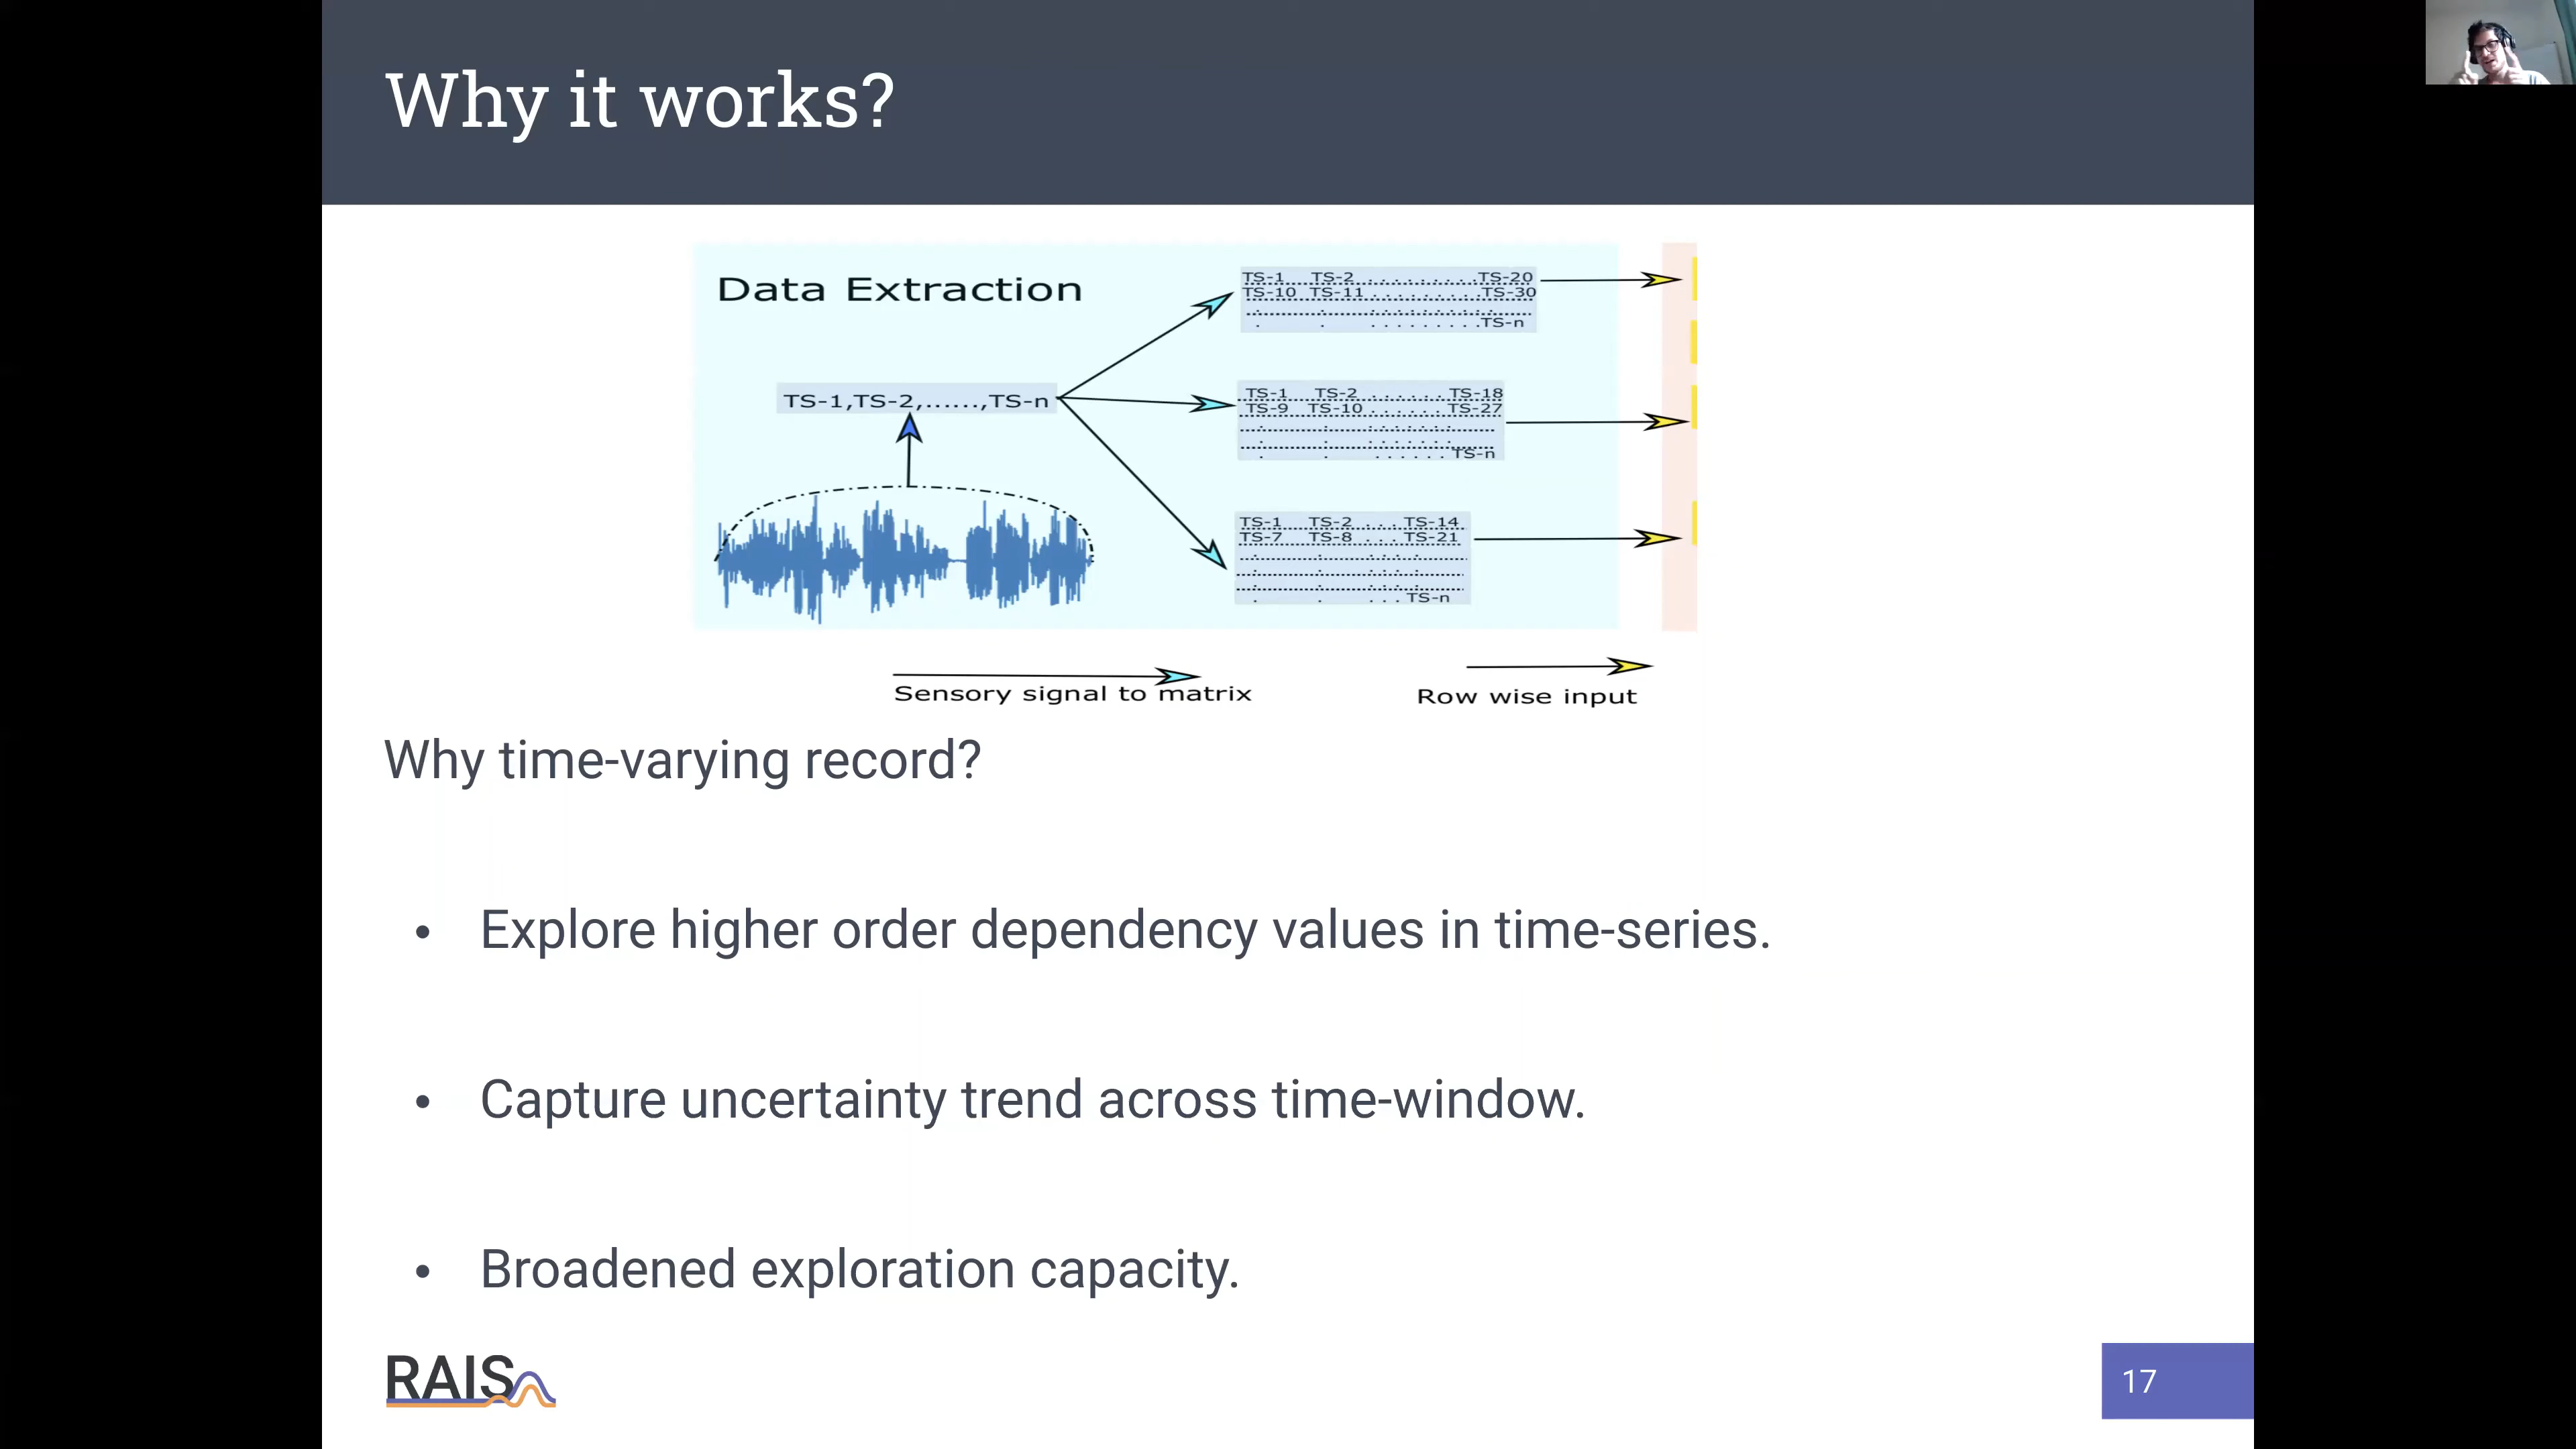 Why it works?
Data Extraction
TS-1 TS-2 ..........TS-20
TS-10 TS-11 .........TS-30
TS-n
TS-1,TS-2,......,TS-n
TS-1 TS-2 ...... TS-18
TS-9 TS-10 ...... TS-27
TS-n
TS-1 TS-2 ... TS-14
TS-7 TS-8 ... TS-21
TS-n
Sensory signal to matrix
Row wise input
Why time-varying record?
• Explore higher order dependency values in time-series.
• Capture uncertainty trend across time-window.
• Broadened exploration capacity.
RAIS
17